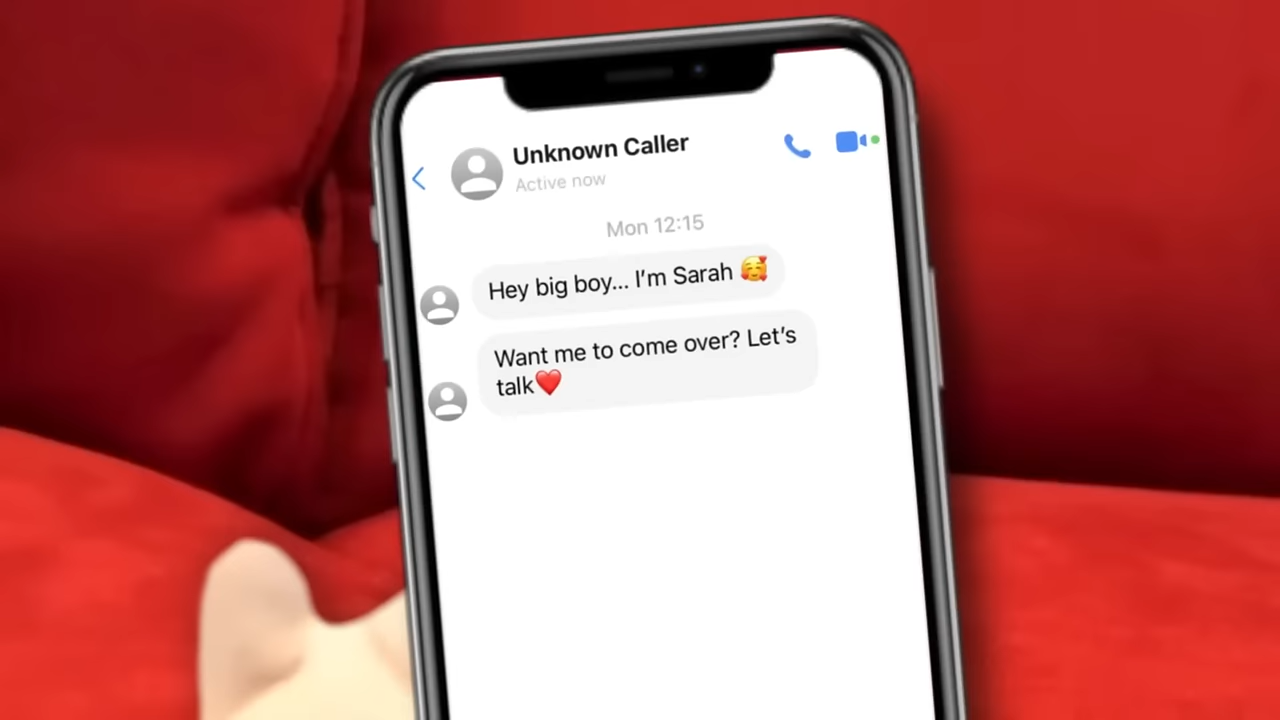 Unknown Caller
Active now
Mon 12:15
Hey big boy... I'm Sarah 🥰
Want me to come over? Let's
talk❤️